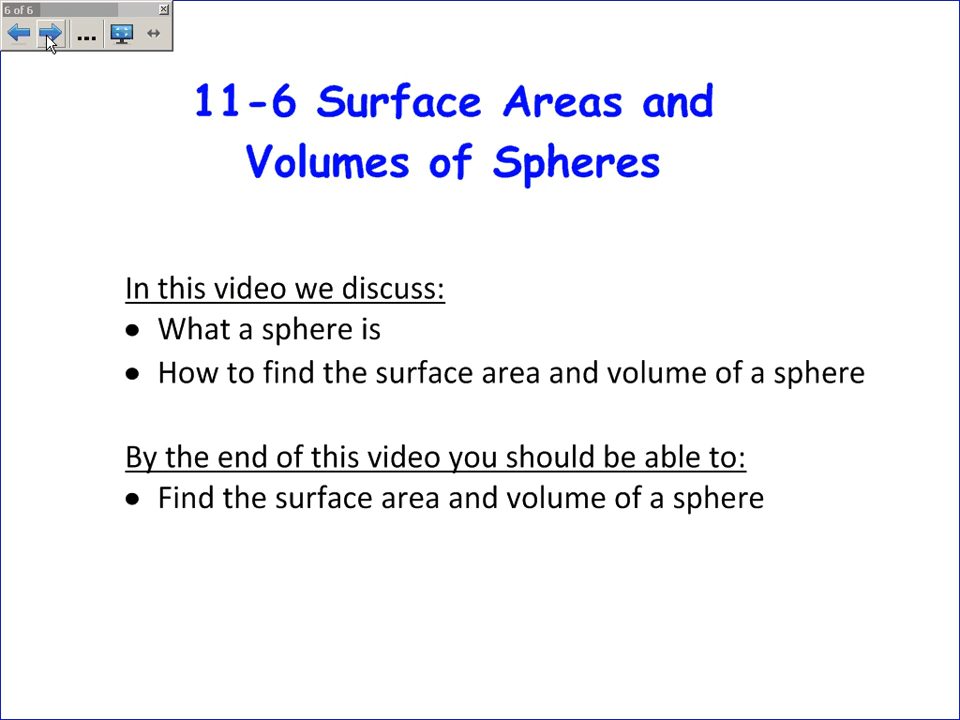 6 of 6
...
11-6 Surface Areas and
Volumes of Spheres
In this video we discuss:
• What a sphere is
• How to find the surface area and volume of a sphere
By the end of this video you should be able to:
• Find the surface area and volume of a sphere